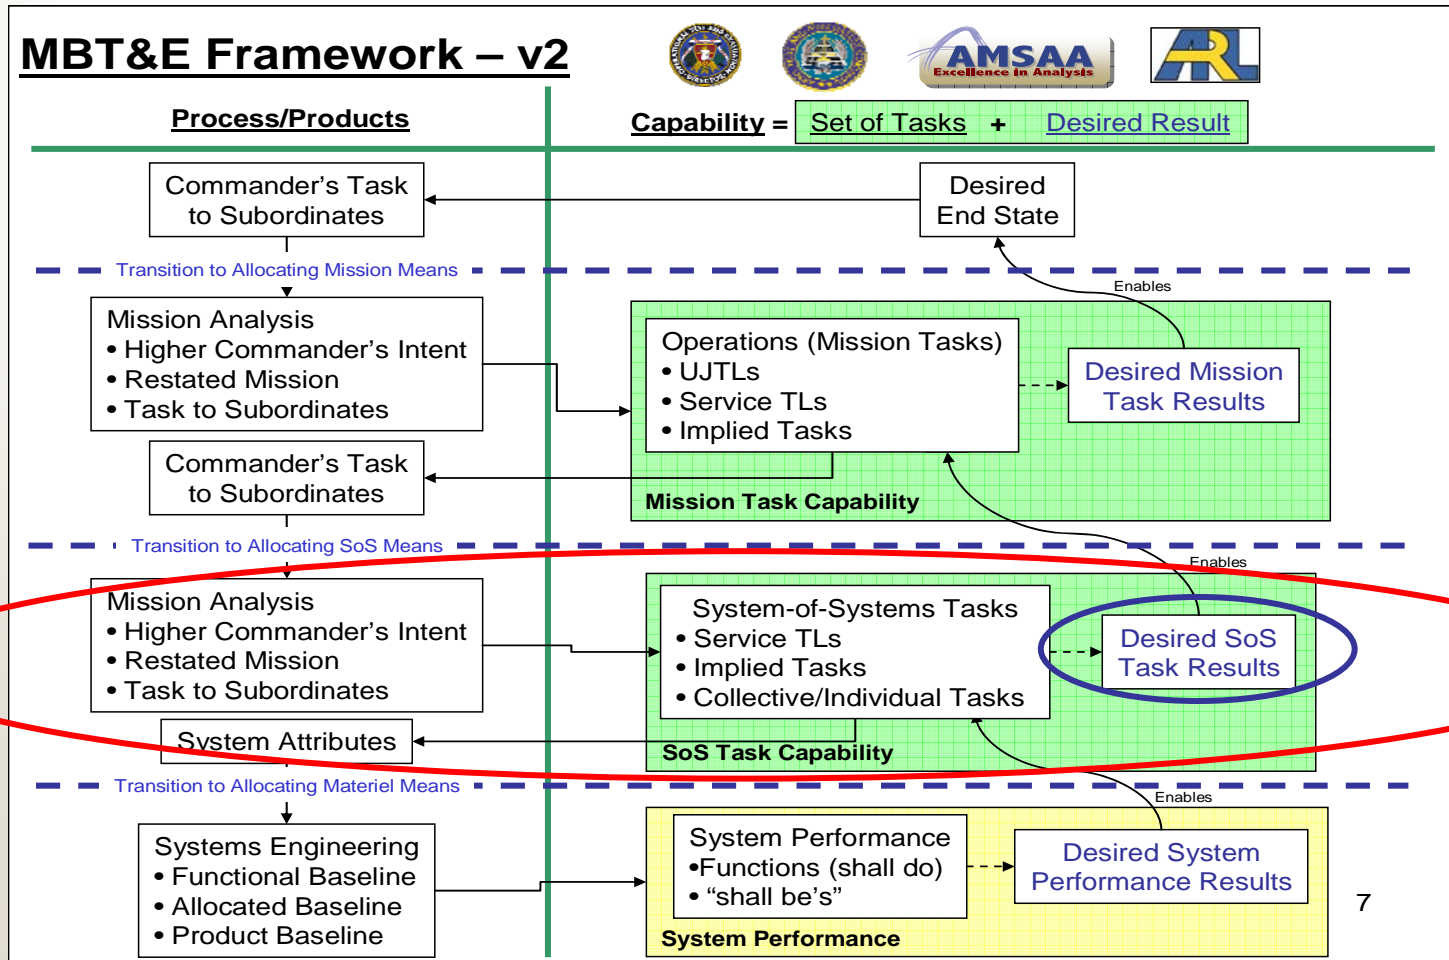 MBT&E Framework – v2
AMSAA
Excellence in Analysis
ARL
Process/Products
Capability = Set of Tasks + Desired Result
Commander's Task
to Subordinates
Desired
End State
Transition to Allocating Mission Means
Enables
Mission Analysis
• Higher Commander's Intent
• Restated Mission
• Task to Subordinates
Operations (Mission Tasks)
• UJTLs
• Service TLs
• Implied Tasks
Desired Mission
Task Results
Mission Task Capability
Commander's Task
to Subordinates
Transition to Allocating SoS Means
Enables
Mission Analysis
• Higher Commander's Intent
• Restated Mission
• Task to Subordinates
System-of-Systems Tasks
• Service TLs
• Implied Tasks
• Collective/Individual Tasks
Desired SoS
Task Results
System Attributes
SoS Task Capability
Transition to Allocating Materiel Means
Enables
Systems Engineering
• Functional Baseline
• Allocated Baseline
• Product Baseline
System Performance
•Functions (shall do)
• "shall be's"
Desired System
Performance Results
System Performance
7